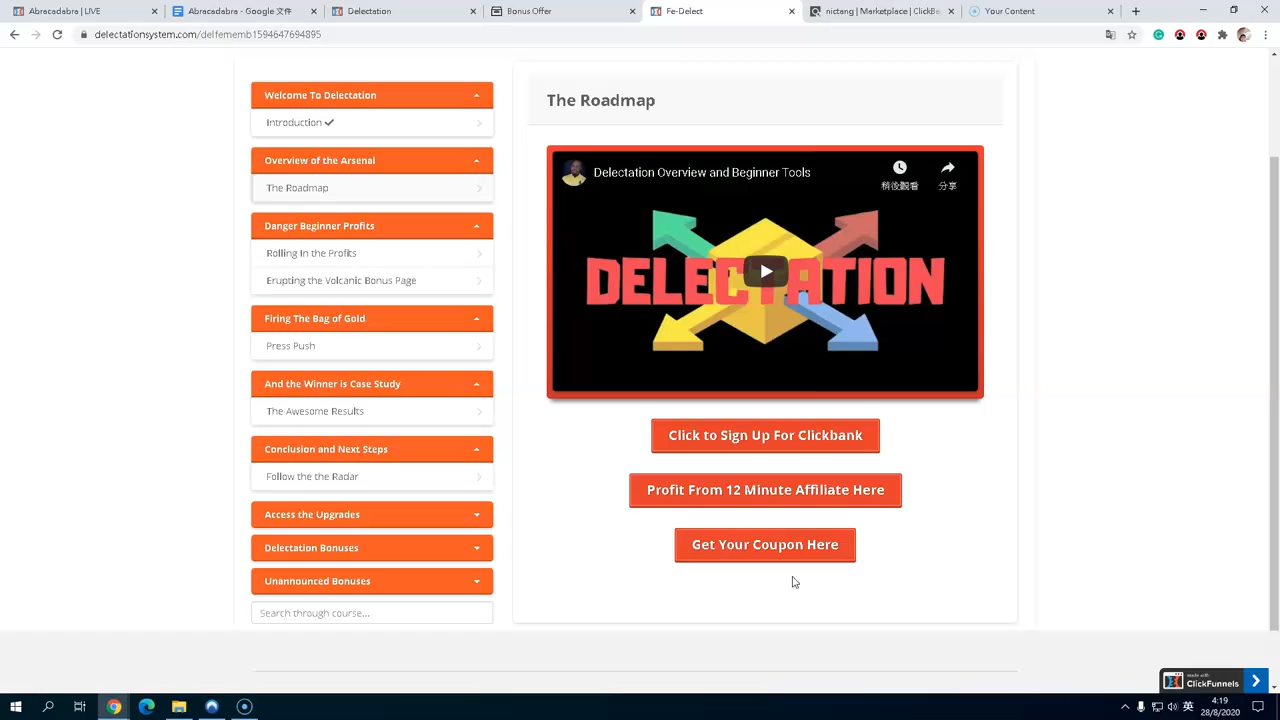 Abracadabra | LIVE
Abracadabra - Google 文件
Delectation
Bonus Offer
Fe-Delect
nictang | Marketplace | ClickB
Your Content
delectationsystem.com/delfememb1594647694895
Welcome To Delectation
Introduction
Overview of the Arsenal
The Roadmap
Danger Beginner Profits
Rolling In the Profits
Erupting the Volcanic Bonus Page
Firing The Bag of Gold
Press Push
And the Winner is Case Study
The Awesome Results
Conclusion and Next Steps
Follow the the Radar
Access the Upgrades
Delectation Bonuses
Unannounced Bonuses
Search through course...
The Roadmap
Delectation Overview and Beginner Tools
稍後觀看
分享
DELECTATION
Click to Sign Up For Clickbank
Profit From 12 Minute Affiliate Here
Get Your Coupon Here
made with
ClickFunnels
英
4:19
28/8/2020